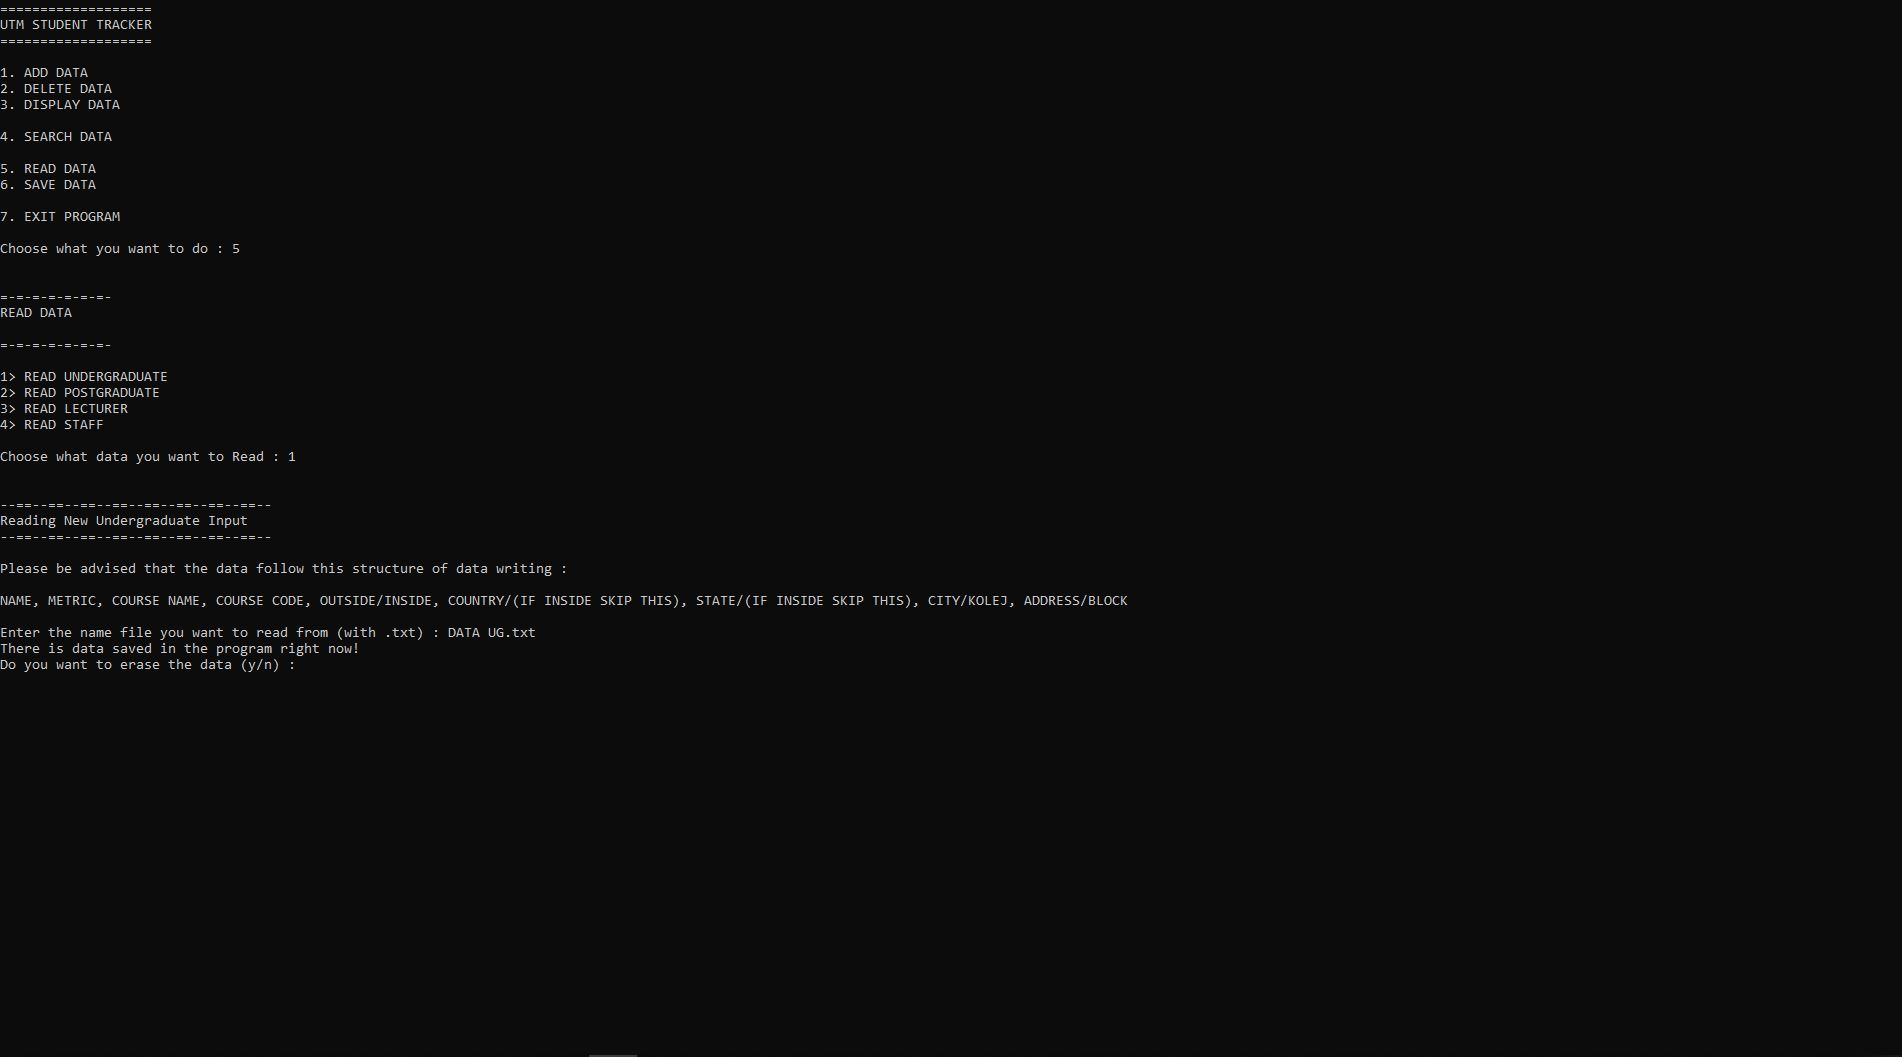 ===================
UTM STUDENT TRACKER
===================
1. ADD DATA
2. DELETE DATA
3. DISPLAY DATA
4. SEARCH DATA
5. READ DATA
6. SAVE DATA
7. EXIT PROGRAM
Choose what you want to do : 5
=-=-=-=-=-=-=-
READ DATA
=-=-=-=-=-=-=-
1> READ UNDERGRADUATE
2> READ POSTGRADUATE
3> READ LECTURER
4> READ STAFF
Choose what data you want to Read : 1
--==--==--==--==--==--==--==--==--
Reading New Undergraduate Input
--==--==--==--==--==--==--==--==--
Please be advised that the data follow this structure of data writing :
NAME, METRIC, COURSE NAME, COURSE CODE, OUTSIDE/INSIDE, COUNTRY/(IF INSIDE SKIP THIS), STATE/(IF INSIDE SKIP THIS), CITY/KOLEJ, ADDRESS/BLOCK
Enter the name file you want to read from (with .txt) : DATA UG.txt
There is data saved in the program right now!
Do you want to erase the data (y/n) :